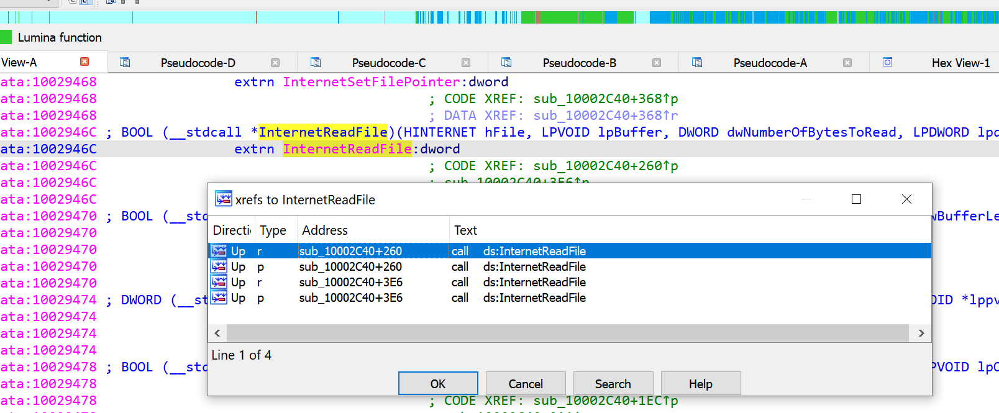 Lumina function
View-A Pseudocode-D Pseudocode-C Pseudocode-B Pseudocode-A Hex View-1
ata:10029468 extrn InternetSetFilePointer:dword
ata:10029468 ; CODE XREF: sub_10002C40+368↑p
ata:10029468 ; DATA XREF: sub_10002C40+368↑r
ata:1002946C ; BOOL (__stdcall *InternetReadFile)(HINTERNET hFile, LPVOID lpBuffer, DWORD dwNumberOfBytesToRead, LPDWORD lpd
ata:1002946C extrn InternetReadFile:dword
ata:1002946C ; CODE XREF: sub_10002C40+260↑p
ata:1002946C ; sub_10002C40+3E6↑p
ata:1002946C
ata:10029470 ; BOOL (__std wBufferLe
ata:10029470
ata:10029470
ata:10029470
ata:10029470
ata:10029474 ; DWORD (__st OID *lppv
ata:10029474
ata:10029474
ata:10029474
ata:10029478 ; BOOL (__std PVOID lpO
ata:10029478
ata:10029478 ; CODE XREF: sub_10002C40+1EC↑p
xrefs to InternetReadFile
Directi Type Address Text
Up r sub_10002C40+260 call ds:InternetReadFile
Up p sub_10002C40+260 call ds:InternetReadFile
Up r sub_10002C40+3E6 call ds:InternetReadFile
Up p sub_10002C40+3E6 call ds:InternetReadFile
Line 1 of 4
OK Cancel Search Help